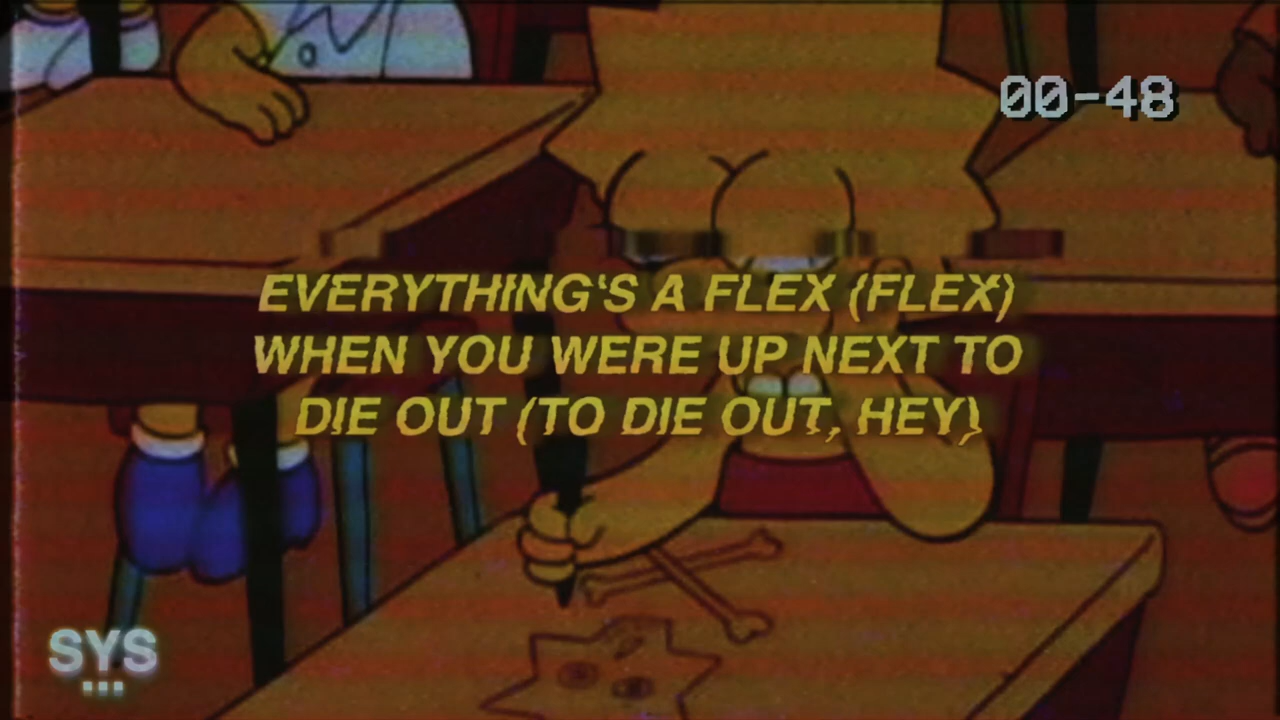 00-48
EVERYTHING'S A FLEX (FLEX)
WHEN YOU WERE UP NEXT TO
DIE OUT (TO DIE OUT, HEY)
SYS